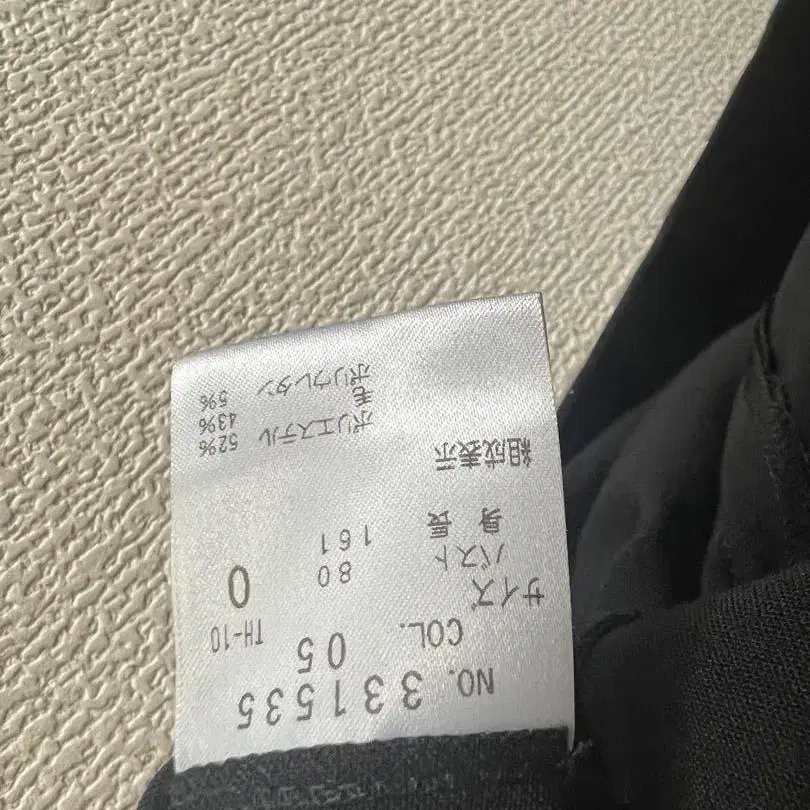 NO. 331535
COL. 05 TH-10
サイズ 0
バスト 80
身長 161
組成表示
ポリエステル 52%
毛 43%
ポリウレタン 5%